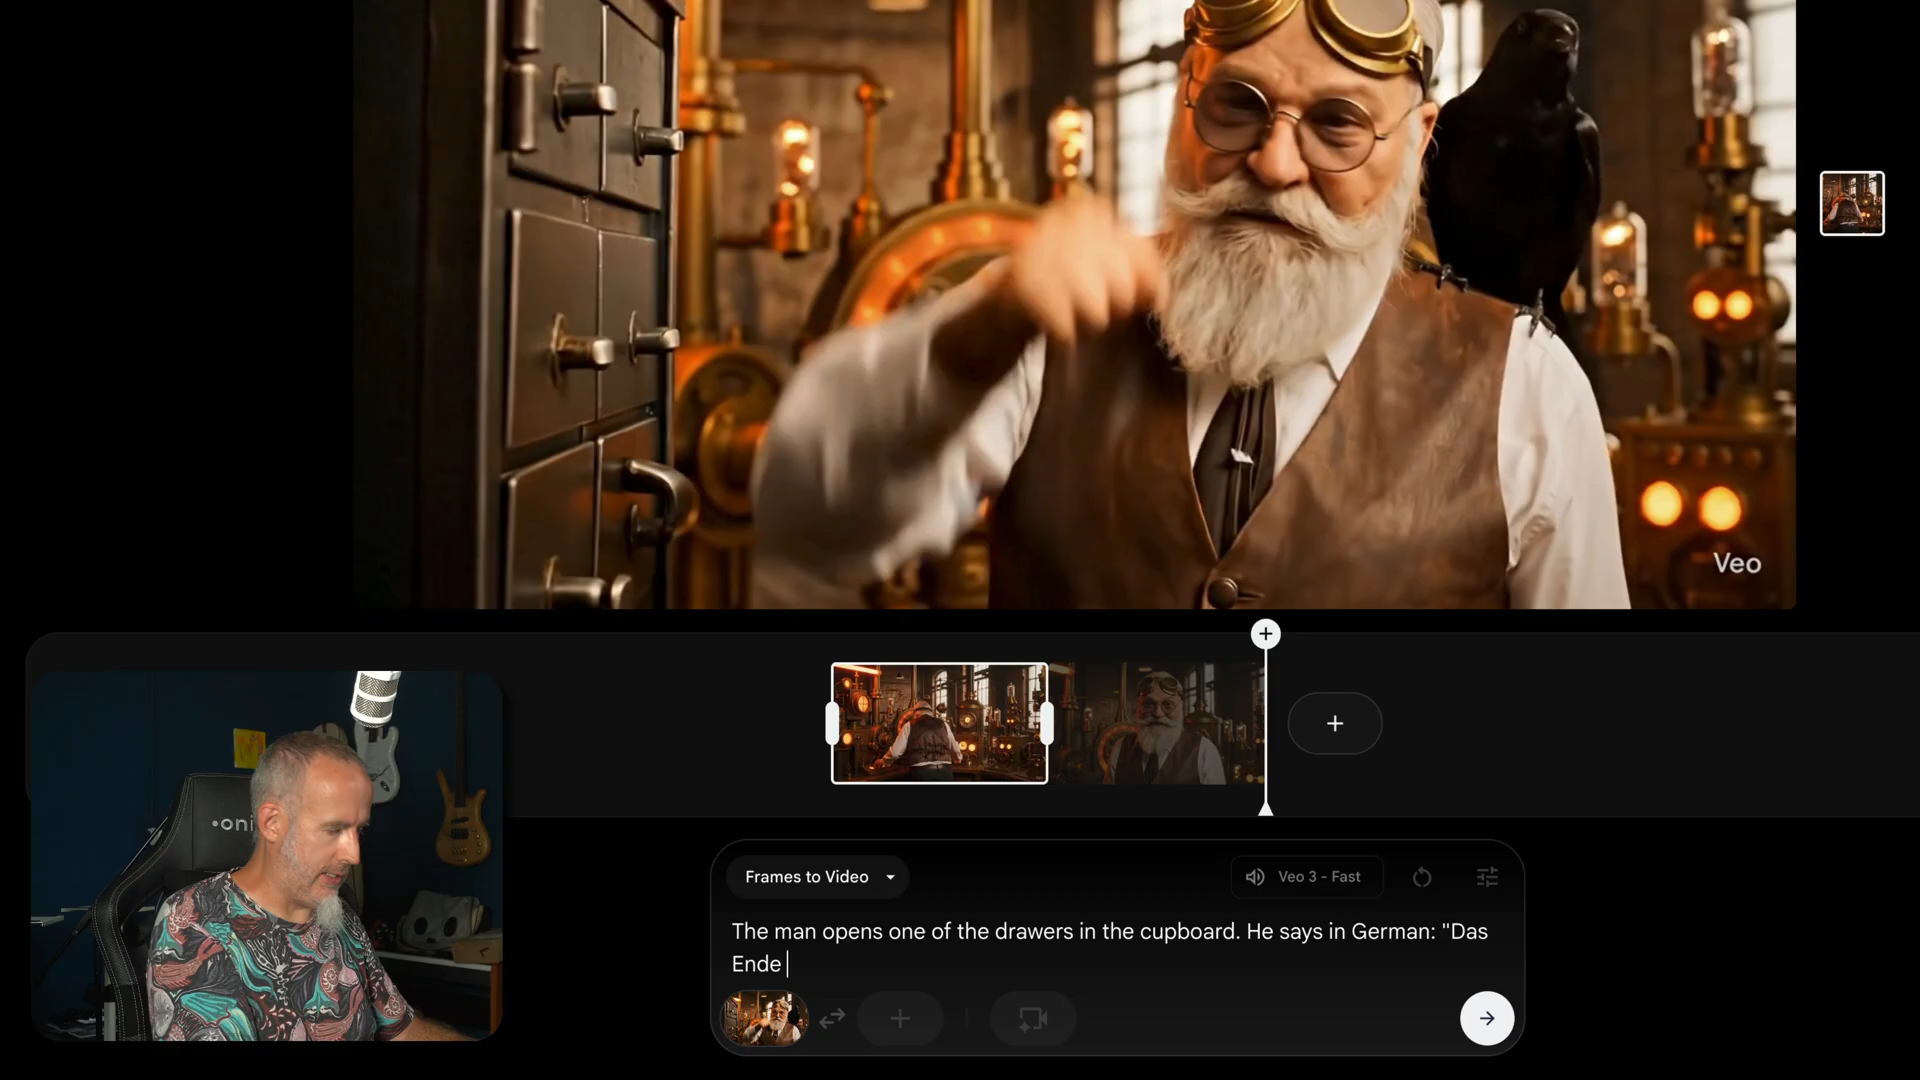 Veo
•oni
Frames to Video
Veo 3 - Fast
The man opens one of the drawers in the cupboard. He says in German: "Das
Ende